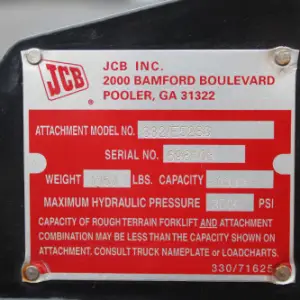 JCB
JCB INC.
2000 BAMFORD BOULEVARD
POOLER, GA 31322
ATTACHMENT MODEL NO.
SERIAL NO.
WEIGHT LBS. CAPACITY
MAXIMUM HYDRAULIC PRESSURE PSI
CAPACITY OF ROUGH TERRAIN FORKLIFT AND ATTACHMENT
COMBINATION MAY BE LESS THAN THE CAPACITY SHOWN ON
ATTACHMENT. CONSULT TRUCK NAMEPLATE or LOADCHARTS.
330/71625